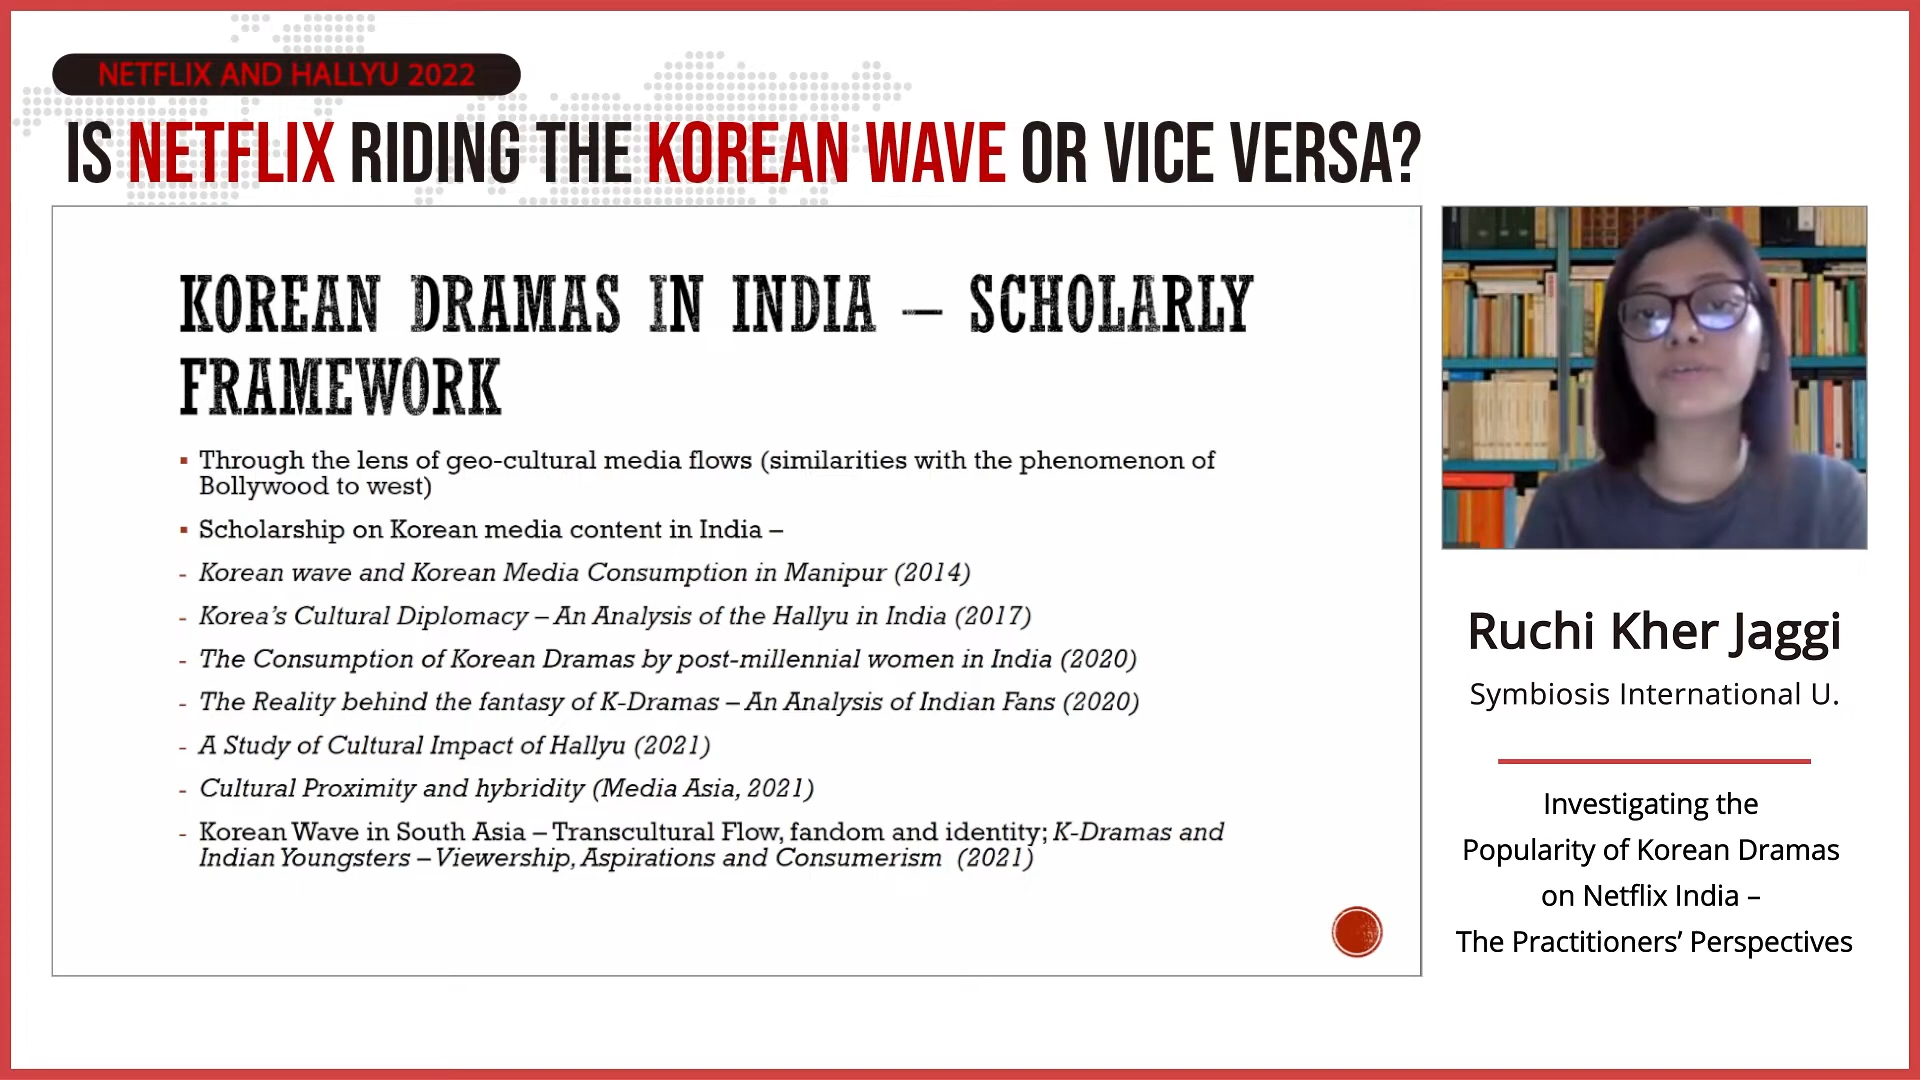 NETFLIX AND HALLYU 2022
IS NETFLIX RIDING THE KOREAN WAVE OR VICE VERSA?
KOREAN DRAMAS IN INDIA – SCHOLARLY
FRAMEWORK
▪ Through the lens of geo-cultural media flows (similarities with the phenomenon of
Bollywood to west)
▪ Scholarship on Korean media content in India –
- Korean wave and Korean Media Consumption in Manipur (2014)
- Korea's Cultural Diplomacy – An Analysis of the Hallyu in India (2017)
- The Consumption of Korean Dramas by post-millennial women in India (2020)
- The Reality behind the fantasy of K-Dramas – An Analysis of Indian Fans (2020)
- A Study of Cultural Impact of Hallyu (2021)
- Cultural Proximity and hybridity (Media Asia, 2021)
- Korean Wave in South Asia – Transcultural Flow, fandom and identity; K-Dramas and
Indian Youngsters – Viewership, Aspirations and Consumerism (2021)
Ruchi Kher Jaggi
Symbiosis International U.
Investigating the
Popularity of Korean Dramas
on Netflix India –
The Practitioners’ Perspectives